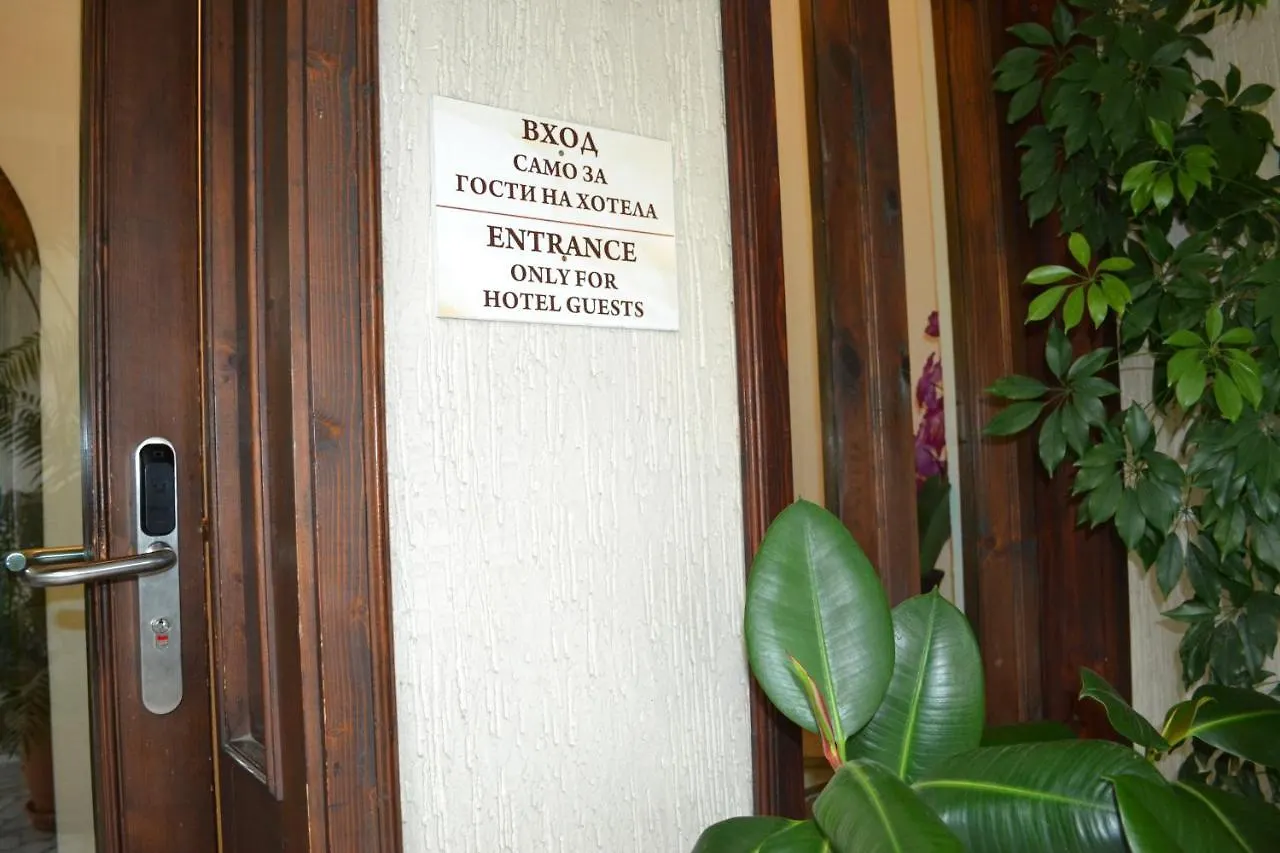 ВХОД
САМО ЗА
ГОСТИ НА ХОТЕЛА
ENTRANCE
ONLY FOR
HOTEL GUESTS